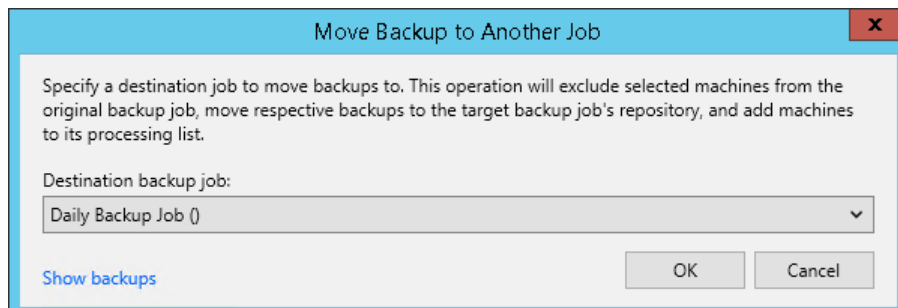 Move Backup to Another Job
x
Specify a destination job to move backups to. This operation will exclude selected machines from the
original backup job, move respective backups to the target backup job's repository, and add machines
to its processing list.
Destination backup job:
Daily Backup Job ()
Show backups
OK
Cancel